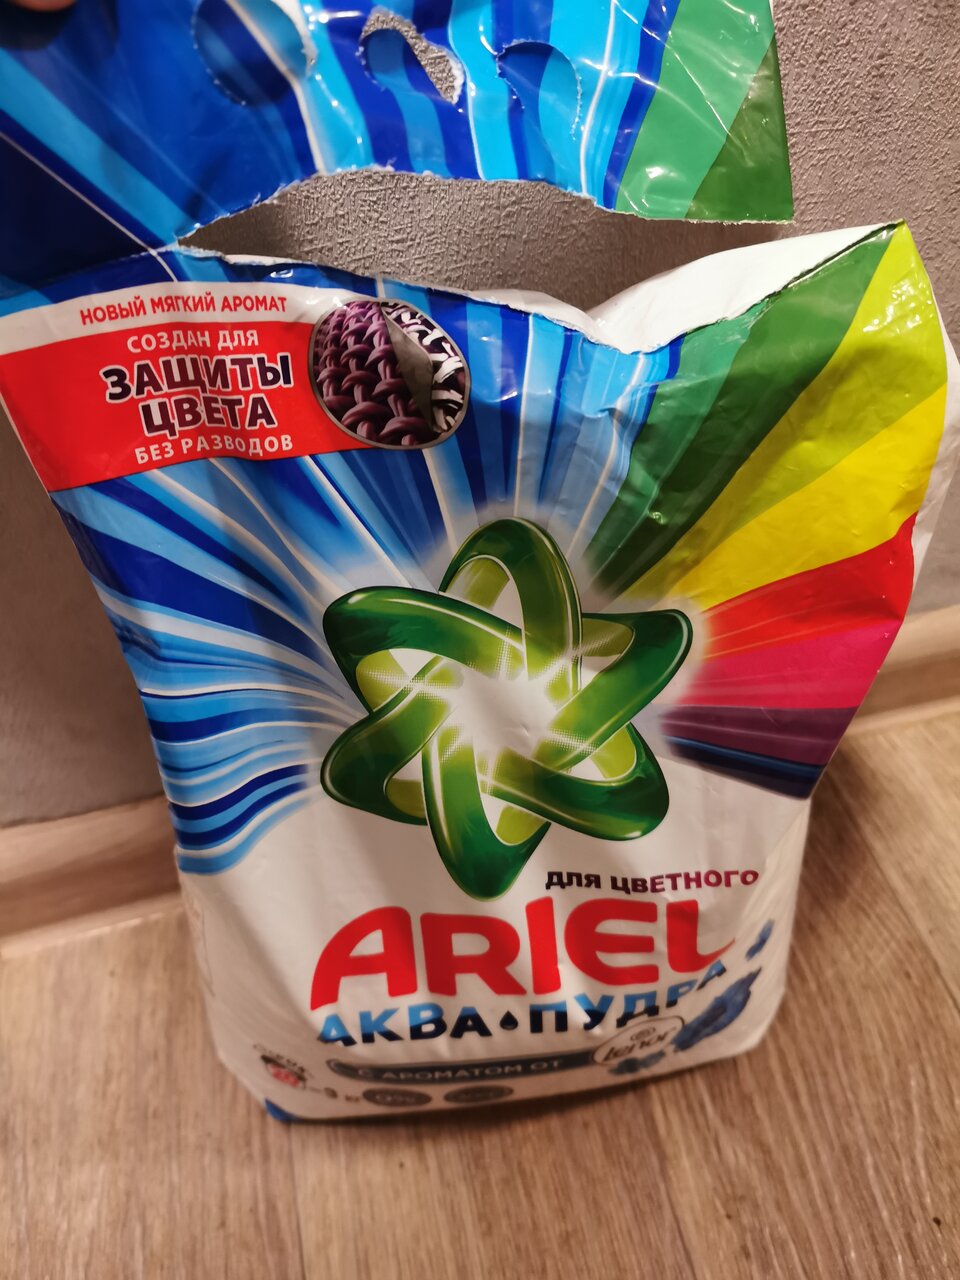 НОВЫЙ МЯГКИЙ АРОМАТ
СОЗДАН ДЛЯ
ЗАЩИТЫ
ЦВЕТА
БЕЗ РАЗВОДОВ
ДЛЯ ЦВЕТНОГО
ARIEL
АКВА ПУДРА
С АРОМАТОМ ОТ
Lenor